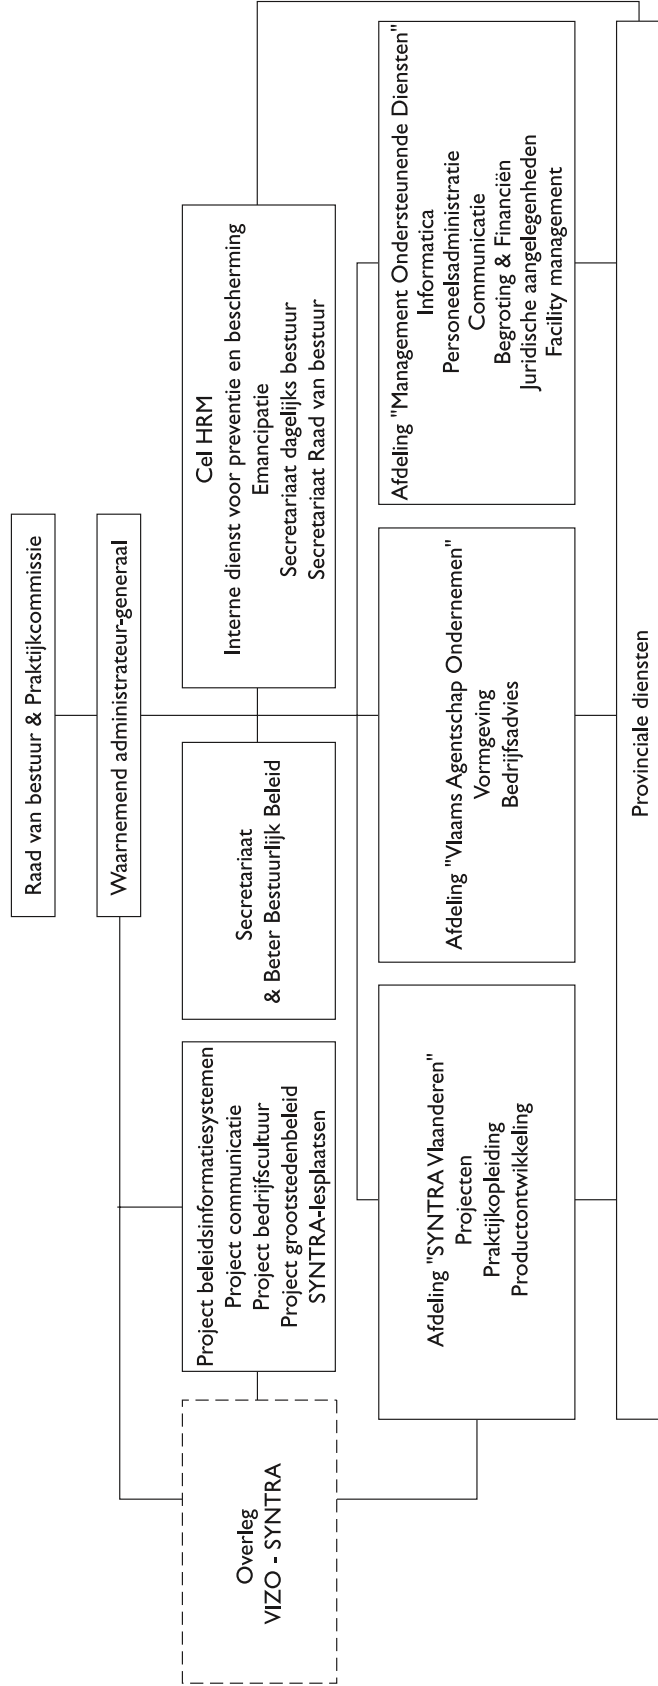 Raad van bestuur & Praktijkcommissie
Waarnemend administrateur-generaal
Overleg
VIZO - SYNTRA
Project beleidsinformatiesystemen
Project communicatie
Project bedrijfscultuur
Project grootstedenbeleid
SYNTRA-lesplaatsen
Secretariaat
& Beter Bestuurlijk Beleid
Cel HRM
Interne dienst voor preventie en bescherming
Emancipatie
Secretariaat dagelijks bestuur
Secretariaat Raad van bestuur
Afdeling "SYNTRA Vlaanderen"
Projecten
Praktijkopleiding
Productontwikkeling
Afdeling "Vlaams Agentschap Ondernemen"
Vormgeving
Bedrijfsadvies
Afdeling "Management Ondersteunende Diensten"
Informatica
Personeelsadministratie
Communicatie
Begroting & Financiën
Juridische aangelegenheden
Facility management
Provinciale diensten